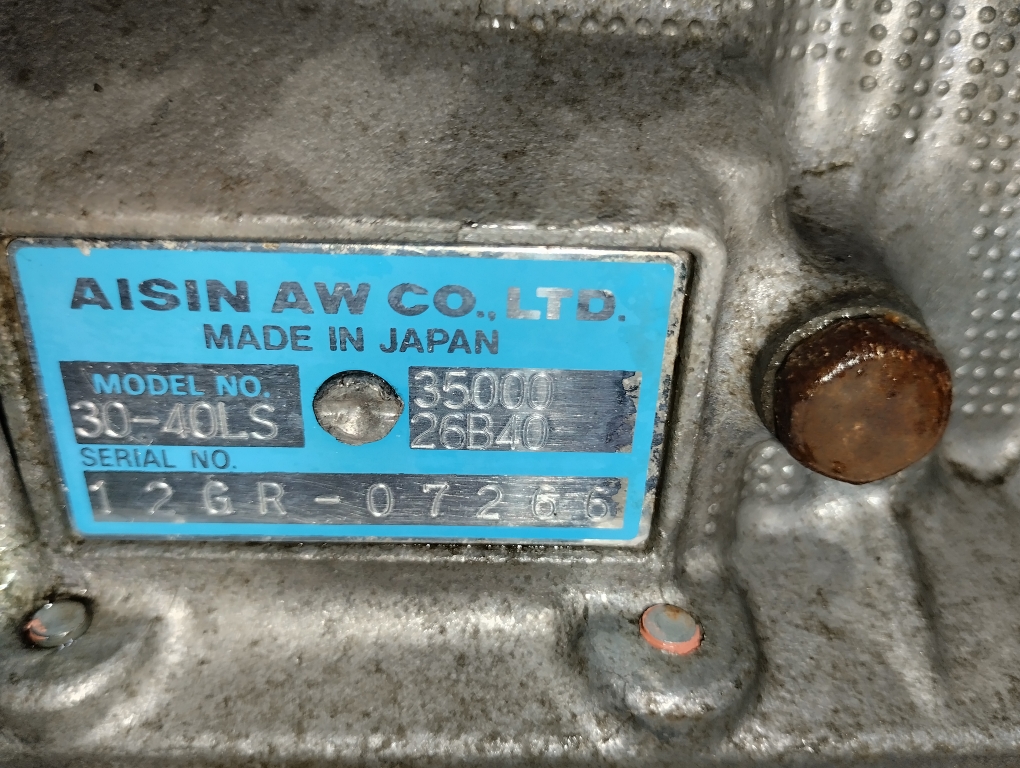 AISIN AW CO., LTD.
MADE IN JAPAN
MODEL NO.
30-40LS
35000
26B40
SERIAL NO.
12GR-07266